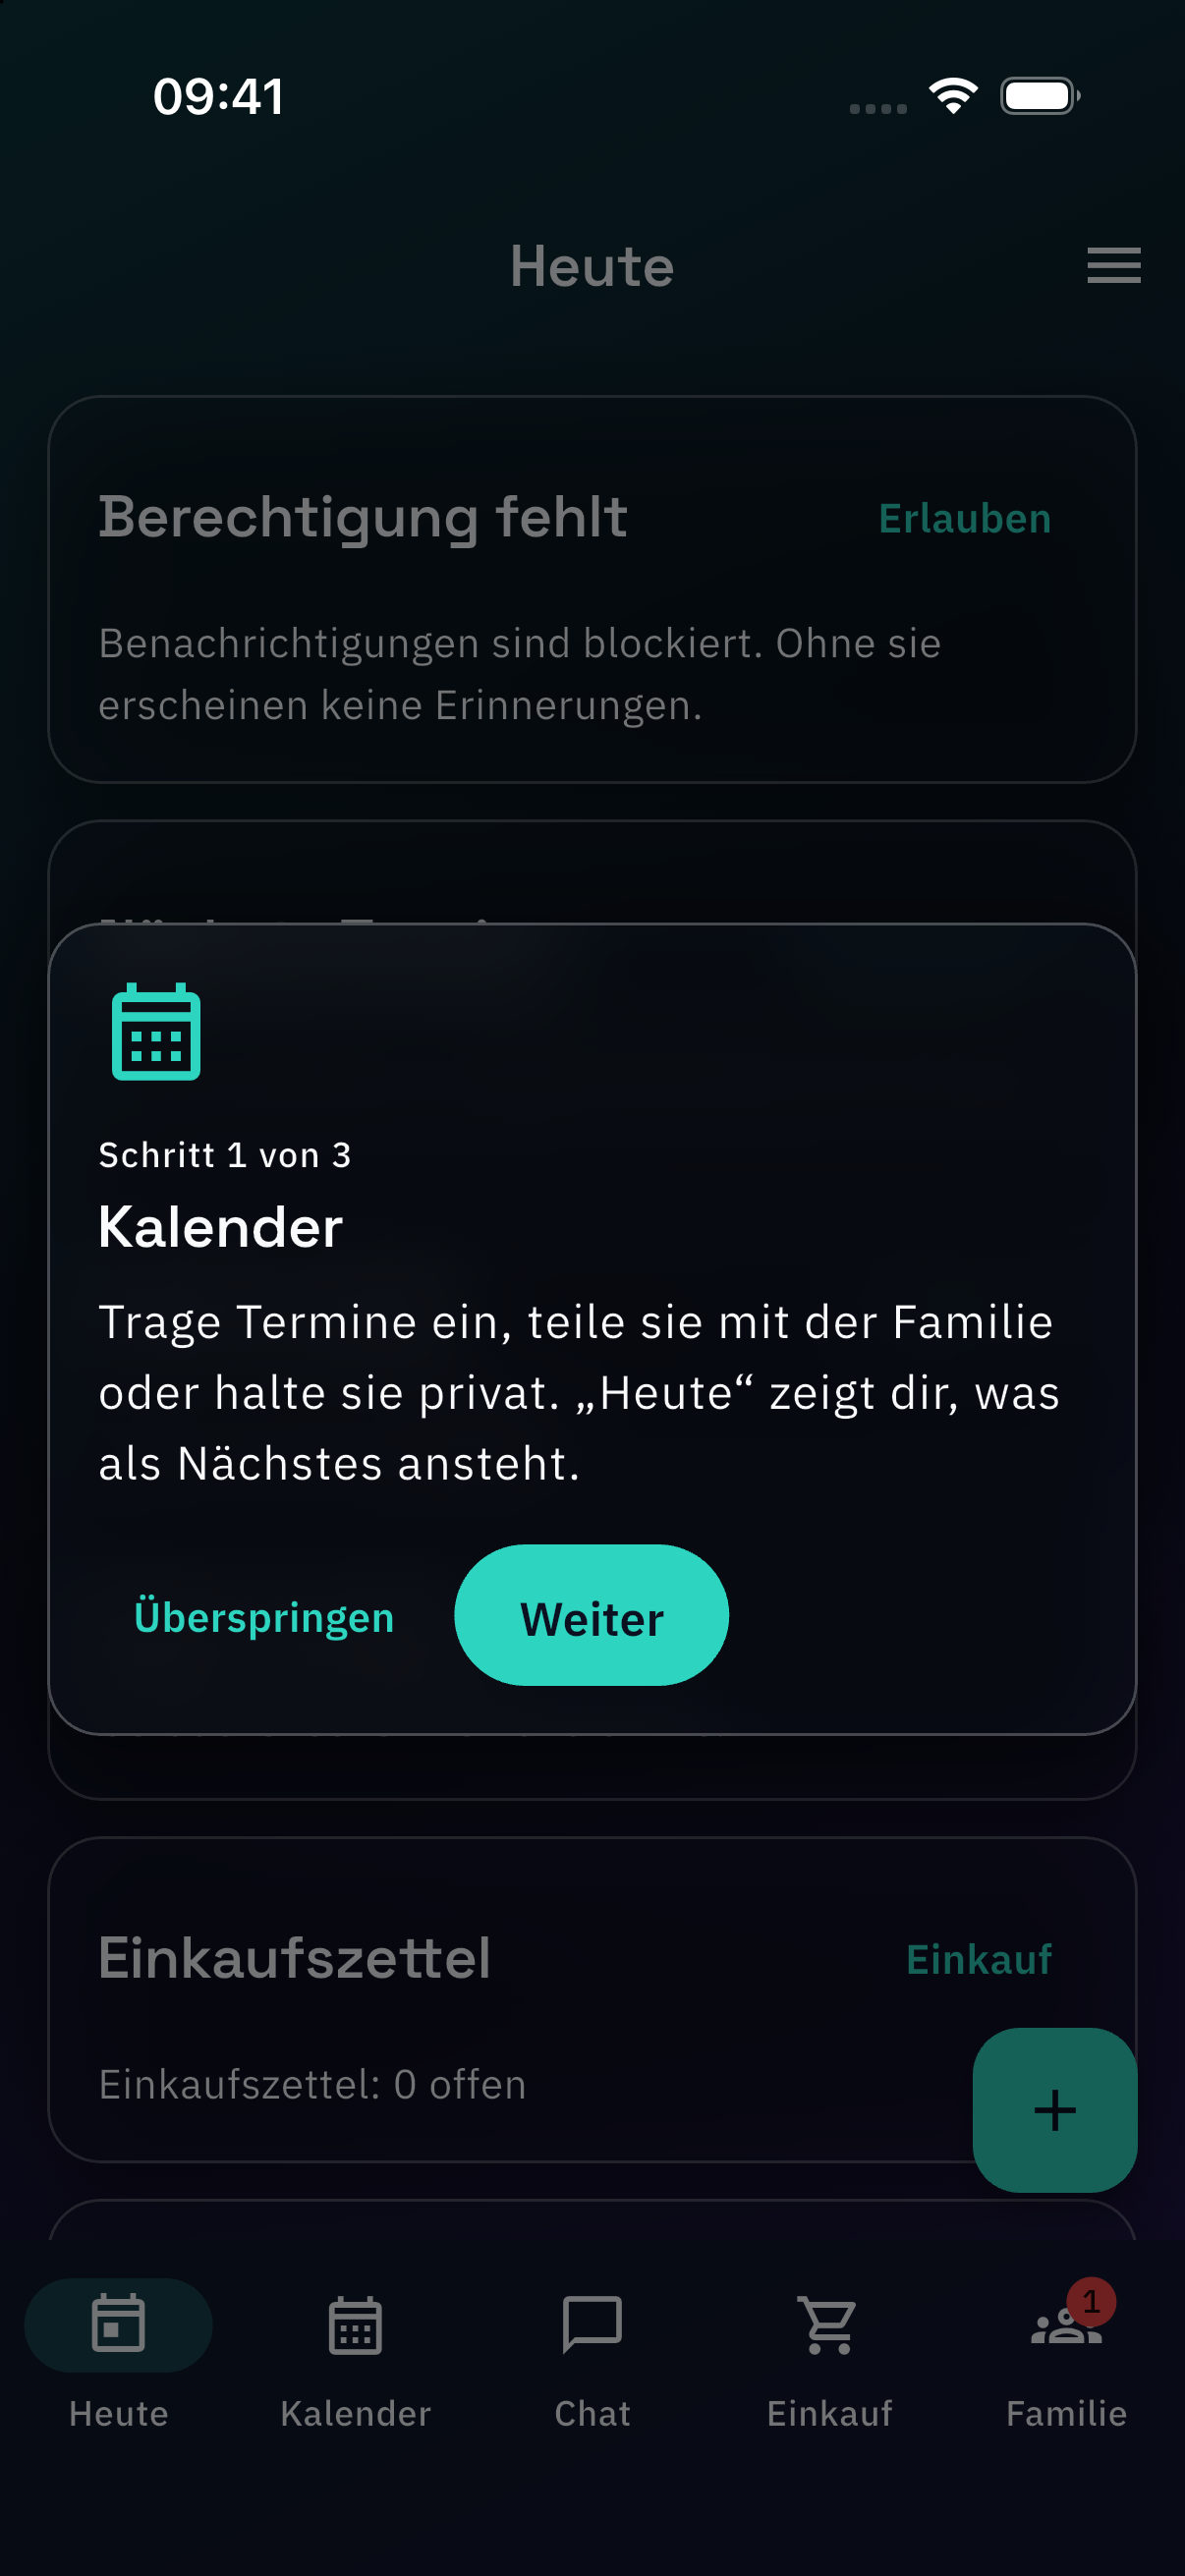 09:41
Heute
Berechtigung fehlt
Erlauben
Benachrichtigungen sind blockiert. Ohne sie
erscheinen keine Erinnerungen.
Schritt 1 von 3
Kalender
Trage Termine ein, teile sie mit der Familie
oder halte sie privat. „Heute“ zeigt dir, was
als Nächstes ansteht.
Überspringen
Weiter
Einkaufszettel
Einkauf
Einkaufszettel: 0 offen
1
Heute
Kalender
Chat
Einkauf
Familie